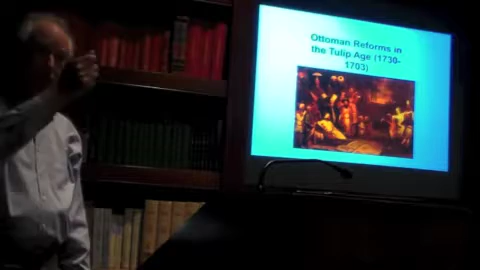 Ottoman Reforms in
the Tulip Age (1730-
1703)